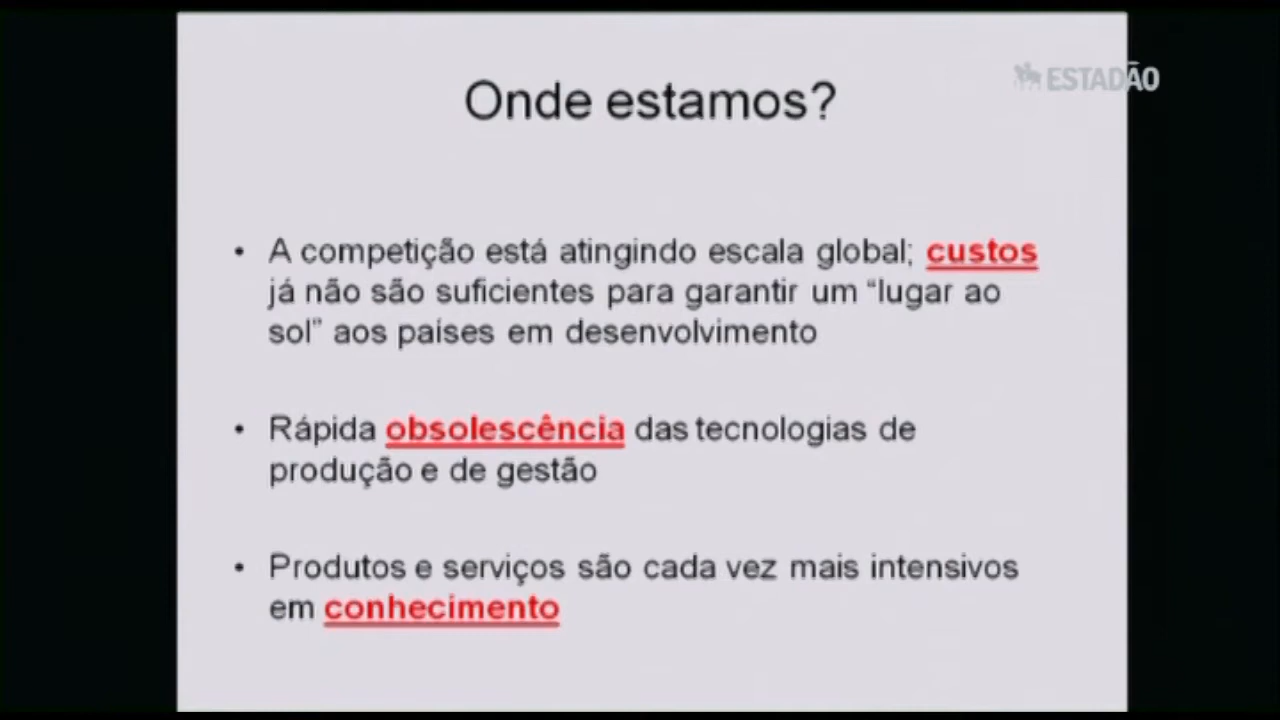 ESTADÃO
Onde estamos?
• A competição está atingindo escala global; custos
já não são suficientes para garantir um “lugar ao
sol” aos países em desenvolvimento
• Rápida obsolescência das tecnologias de
produção e de gestão
• Produtos e serviços são cada vez mais intensivos
em conhecimento